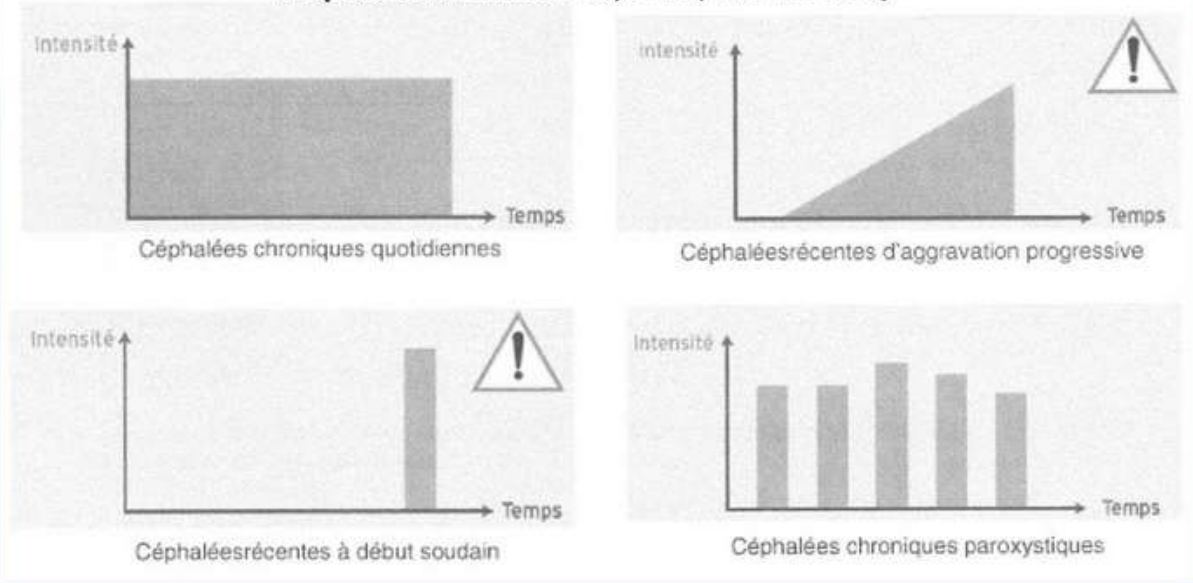 Intensité
Temps
Céphalées chroniques quotidiennes
Intensité
!
Temps
Céphaléesrécentes d'aggravation progressive
Intensité
!
Temps
Céphaléesrécentes à début soudain
Intensité
Temps
Céphalées chroniques paroxystiques